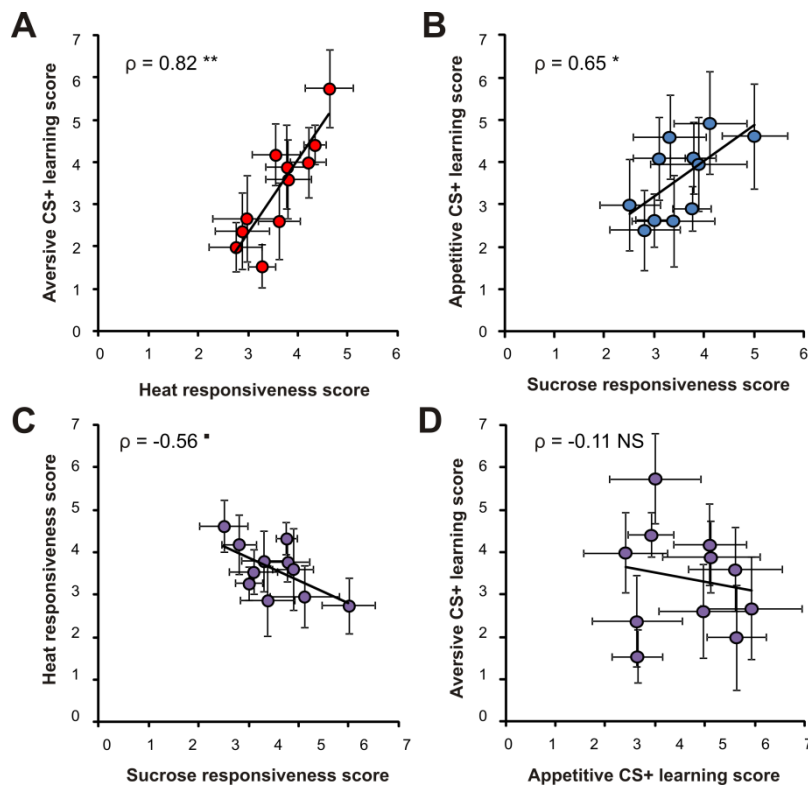 A
ρ = 0.82 **
Aversive CS+ learning score
7
6
5
4
3
2
1
0
0 1 2 3 4 5 6
Heat responsiveness score
B
ρ = 0.65 *
Appetitive CS+ learning score
7
6
5
4
3
2
1
0
0 1 2 3 4 5 6
Sucrose responsiveness score
C
ρ = -0.56 ▪
Heat responsiveness score
7
6
5
4
3
2
1
0
0 1 2 3 4 5 6 7
Sucrose responsiveness score
D
ρ = -0.11 NS
Aversive CS+ learning score
7
6
5
4
3
2
1
0
0 1 2 3 4 5 6 7
Appetitive CS+ learning score